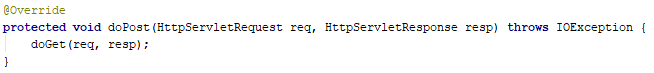 @Override
protected void doPost(HttpServletRequest req, HttpServletResponse resp) throws IOException {
    doGet(req, resp);
}